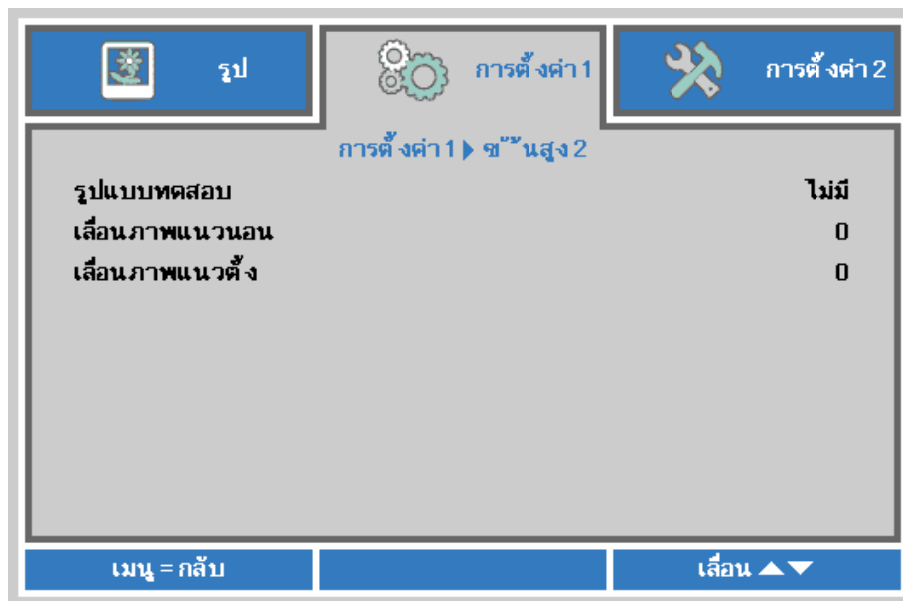 รูป
การตั้งค่า 1
การตั้งค่า 2
การตั้งค่า 1 ▶ ขั้นสูง 2
รูปแบบทดสอบ ไม่มี
เลื่อนภาพแนวนอน 0
เลื่อนภาพแนวตั้ง 0
เมนู = กลับ
เลื่อน ▲▼